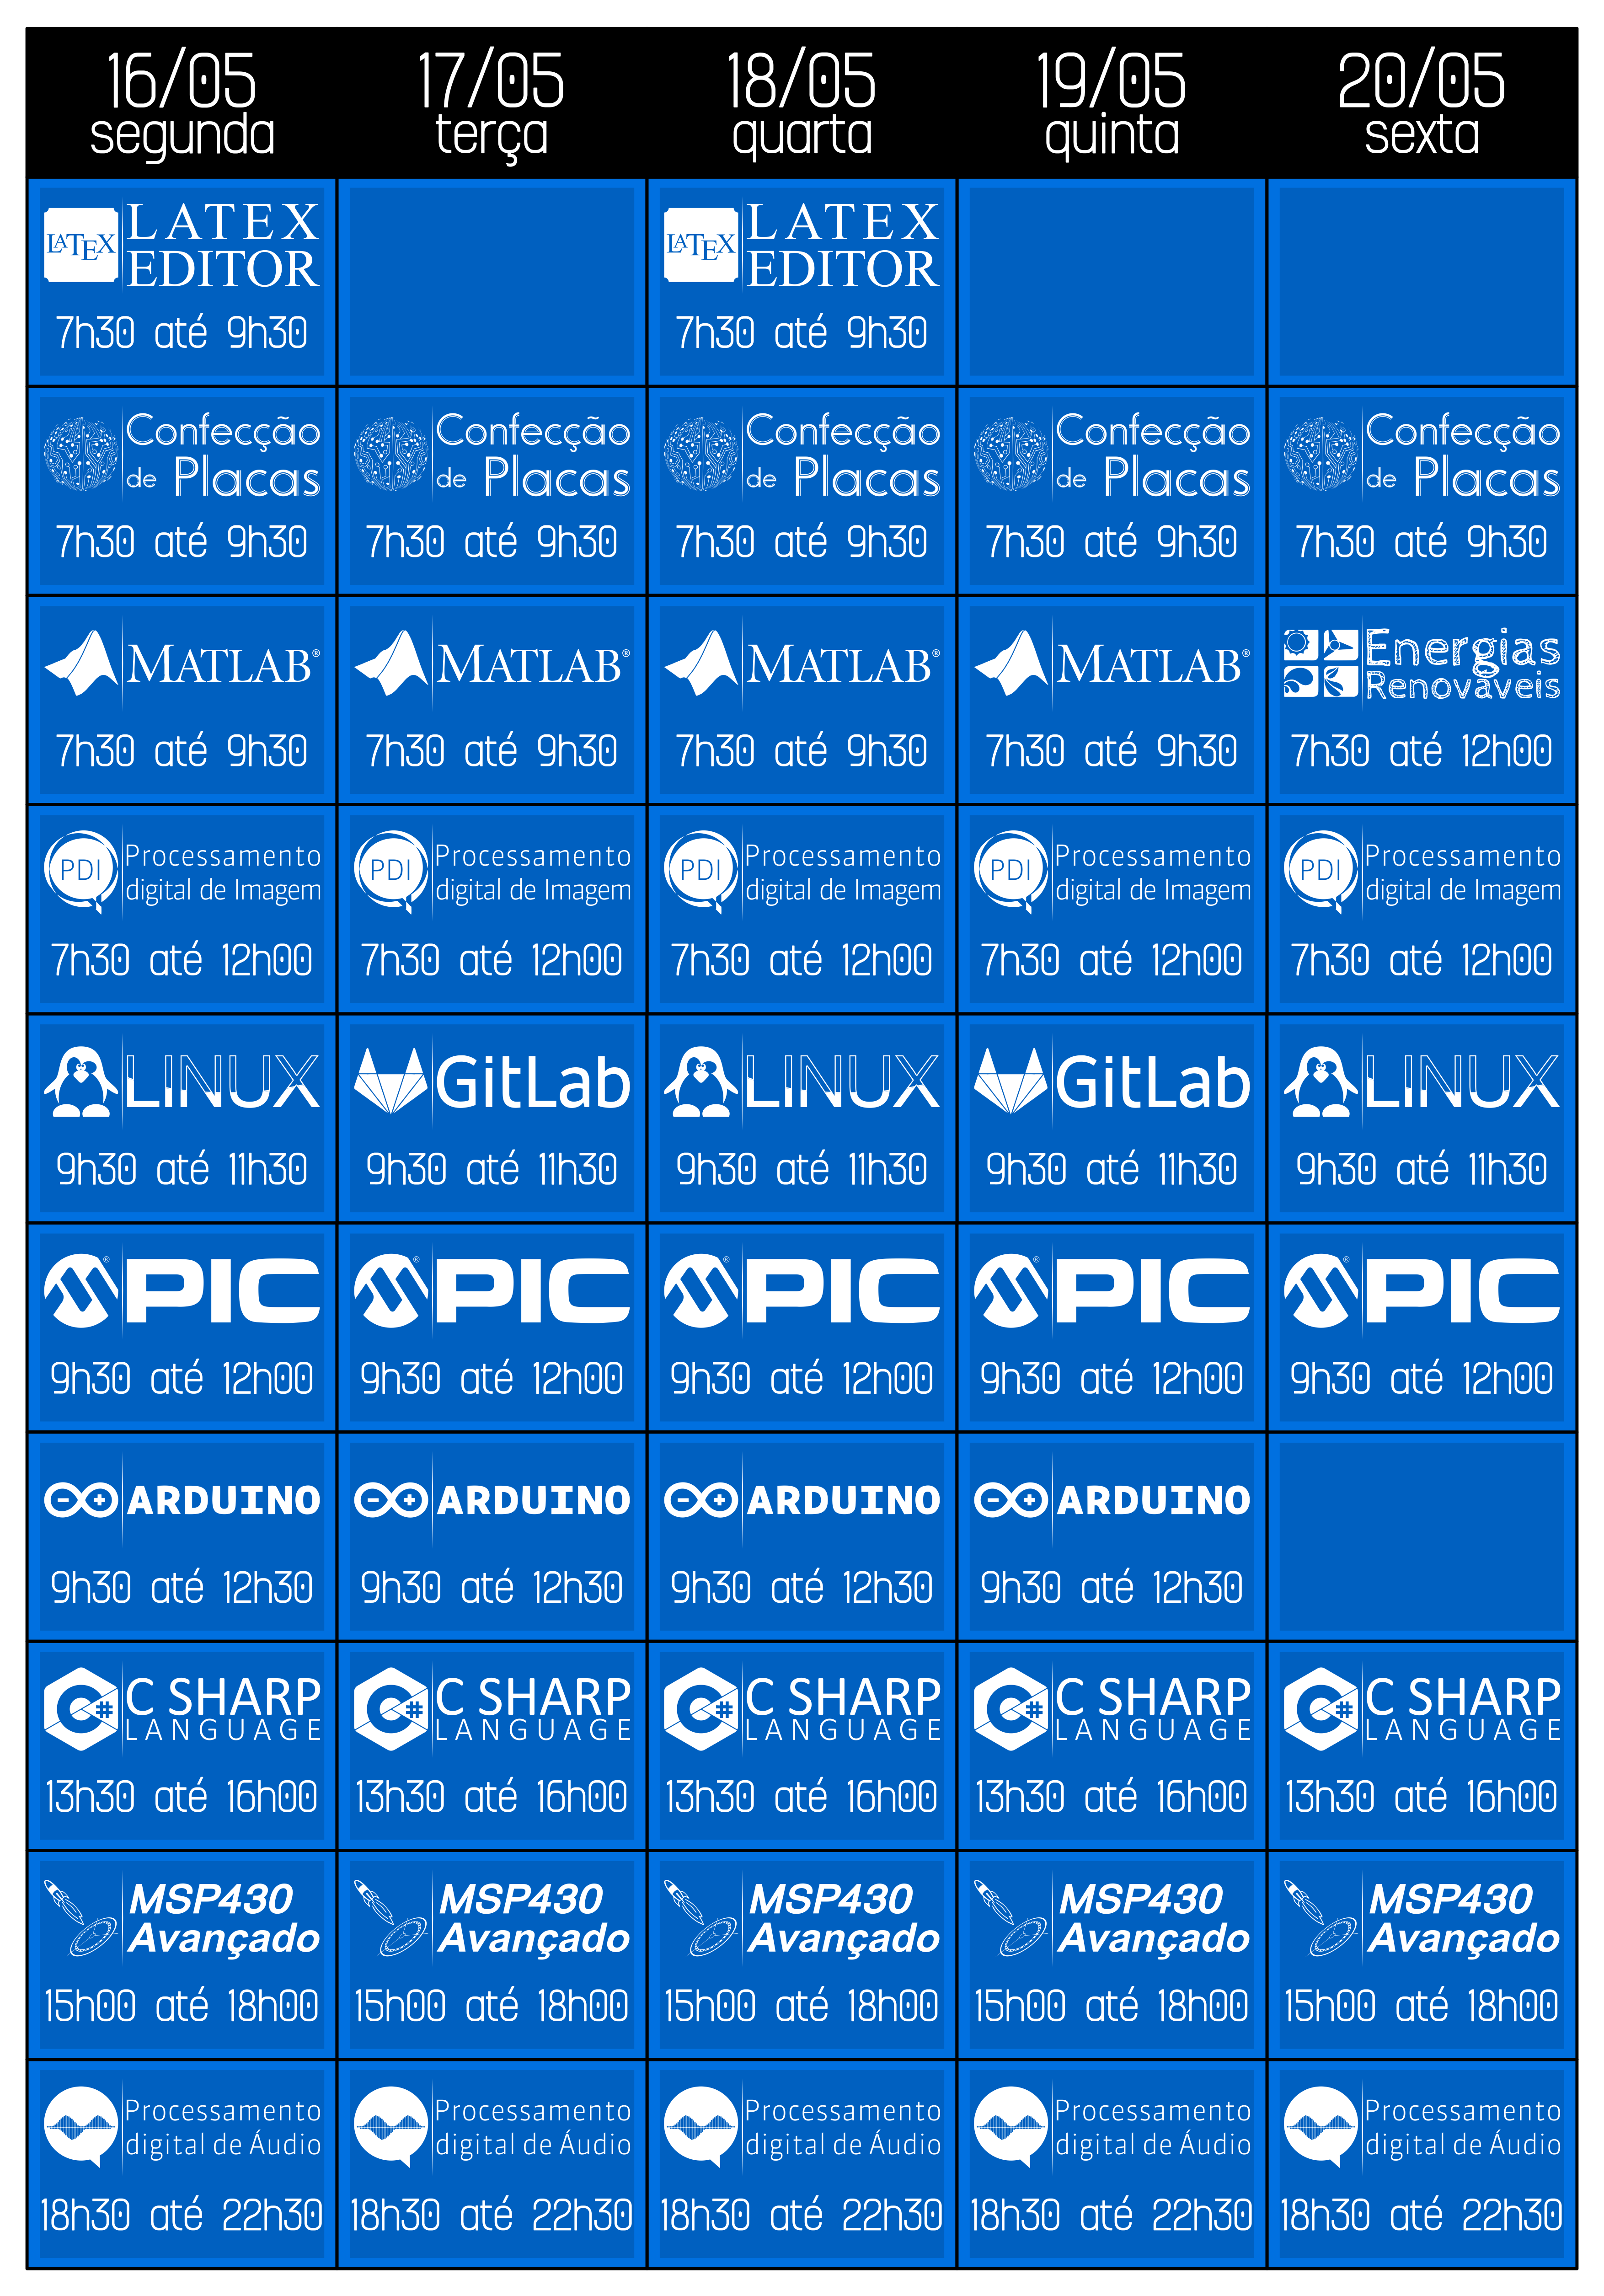 16/05 17/05 18/05 19/05 20/05
segunda terça quarta quinta sexta
LATEX LATEX LATEX LATEX
EDITOR EDITOR
7h30 até 9h30 7h30 até 9h30
Confecção Confecção Confecção Confecção Confecção
de Placas de Placas de Placas de Placas de Placas
7h30 até 9h30 7h30 até 9h30 7h30 até 9h30 7h30 até 9h30 7h30 até 9h30
MATLAB® MATLAB® MATLAB® MATLAB® Energias
Renováveis
7h30 até 9h30 7h30 até 9h30 7h30 até 9h30 7h30 até 9h30 7h30 até 12h00
PDI Processamento PDI Processamento PDI Processamento PDI Processamento PDI Processamento
digital de Imagem digital de Imagem digital de Imagem digital de Imagem digital de Imagem
7h30 até 12h00 7h30 até 12h00 7h30 até 12h00 7h30 até 12h00 7h30 até 12h00
LINUX GitLab LINUX GitLab LINUX
9h30 até 11h30 9h30 até 11h30 9h30 até 11h30 9h30 até 11h30 9h30 até 11h30
® PIC ® PIC ® PIC ® PIC ® PIC
9h30 até 12h00 9h30 até 12h00 9h30 até 12h00 9h30 até 12h00 9h30 até 12h00
ARDUINO ARDUINO ARDUINO ARDUINO
9h30 até 12h30 9h30 até 12h30 9h30 até 12h30 9h30 até 12h30
C# C SHARP C# C SHARP C# C SHARP C# C SHARP C# C SHARP
LANGUAGE LANGUAGE LANGUAGE LANGUAGE LANGUAGE
13h30 até 16h00 13h30 até 16h00 13h30 até 16h00 13h30 até 16h00 13h30 até 16h00
MSP430 MSP430 MSP430 MSP430 MSP430
Avançado Avançado Avançado Avançado Avançado
15h00 até 18h00 15h00 até 18h00 15h00 até 18h00 15h00 até 18h00 15h00 até 18h00
Processamento Processamento Processamento Processamento Processamento
digital de Áudio digital de Áudio digital de Áudio digital de Áudio digital de Áudio
18h30 até 22h30 18h30 até 22h30 18h30 até 22h30 18h30 até 22h30 18h30 até 22h30